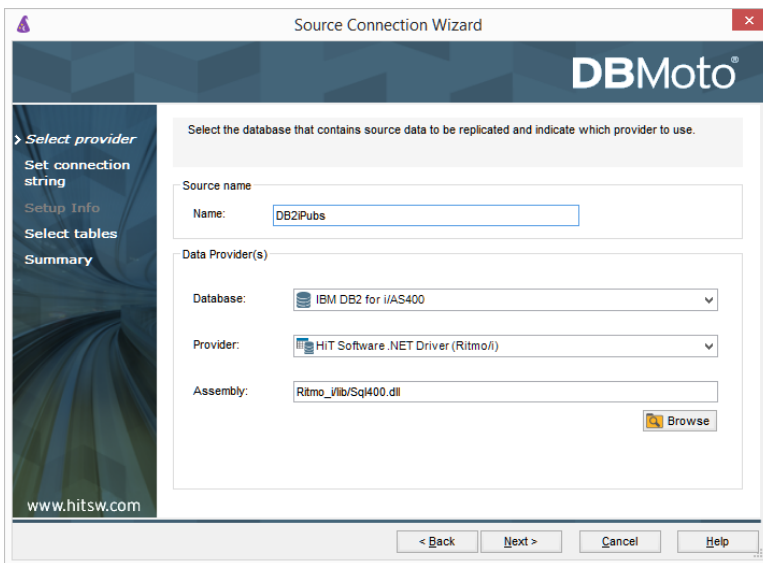 Source Connection Wizard
DBMoto®
Select provider
Set connection
string
Setup Info
Select tables
Summary
www.hitsw.com
Select the database that contains source data to be replicated and indicate which provider to use.
Source name
Name: DB2iPubs
Data Provider(s)
Database: IBM DB2 for i/AS400
Provider: HiT Software .NET Driver (Ritmo/i)
Assembly: Ritmo_i/lib/Sql400.dll
Browse
< Back Next > Cancel Help